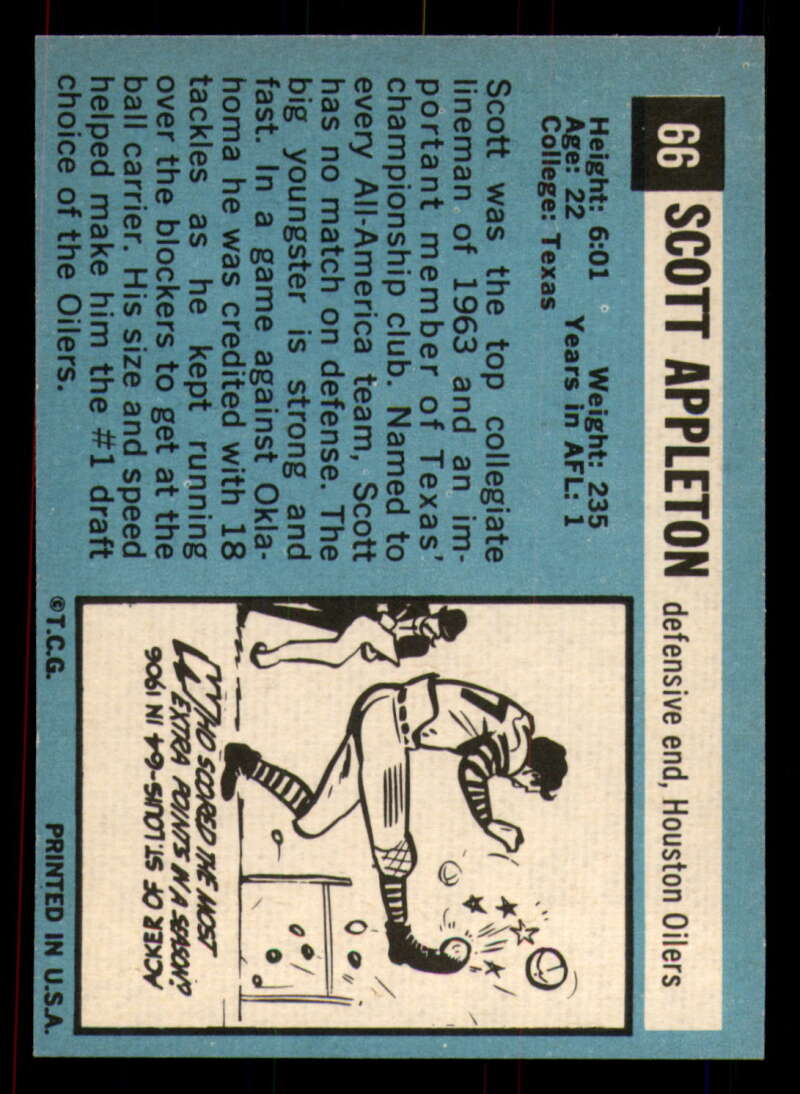 66 SCOTT APPLETON defensive end, Houston Oilers
Height: 6:01 Weight: 235
Age: 22 Years in AFL: 1
College: Texas
Scott was the top collegiate
lineman of 1963 and an im-
portant member of Texas'
championship club. Named to
every All-America team, Scott
has no match on defense. The
big youngster is strong and
fast. In a game against Okla-
homa he was credited with 18
tackles as he kept running
over the blockers to get at the
ball carrier. His size and speed
helped make him the #1 draft
choice of the Oilers.
WHO SCORED THE MOST
EXTRA POINTS IN A SEASON?
ACKER OF ST. LOUIS-94 IN 1906
©T.C.G. PRINTED IN U.S.A.